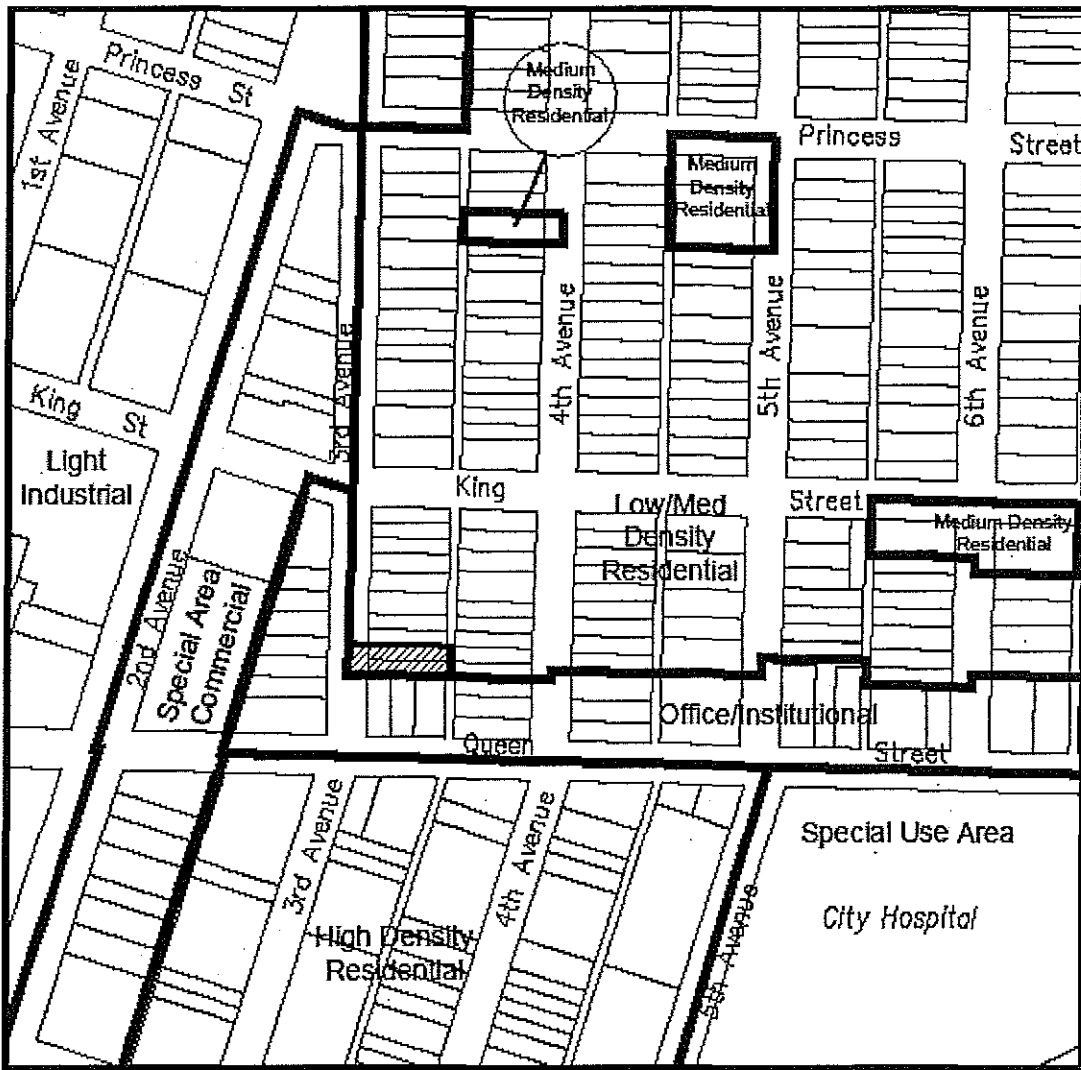 Princess
St
1st Avenue
Medium
Density
Residential
Princess
Street
Medium
Density
Residential
3rd Avenue
4th Avenue
5th Avenue
6th Avenue
King
St
Light
Industrial
King
Street
Low/Med
Density
Residential
Medium Density
Residential
2nd Avenue
Special Area
Commercial
Office/Institutional
Queen
Street
3rd Avenue
4th Avenue
5th Avenue
High Density
Residential
Special Use Area
City Hospital